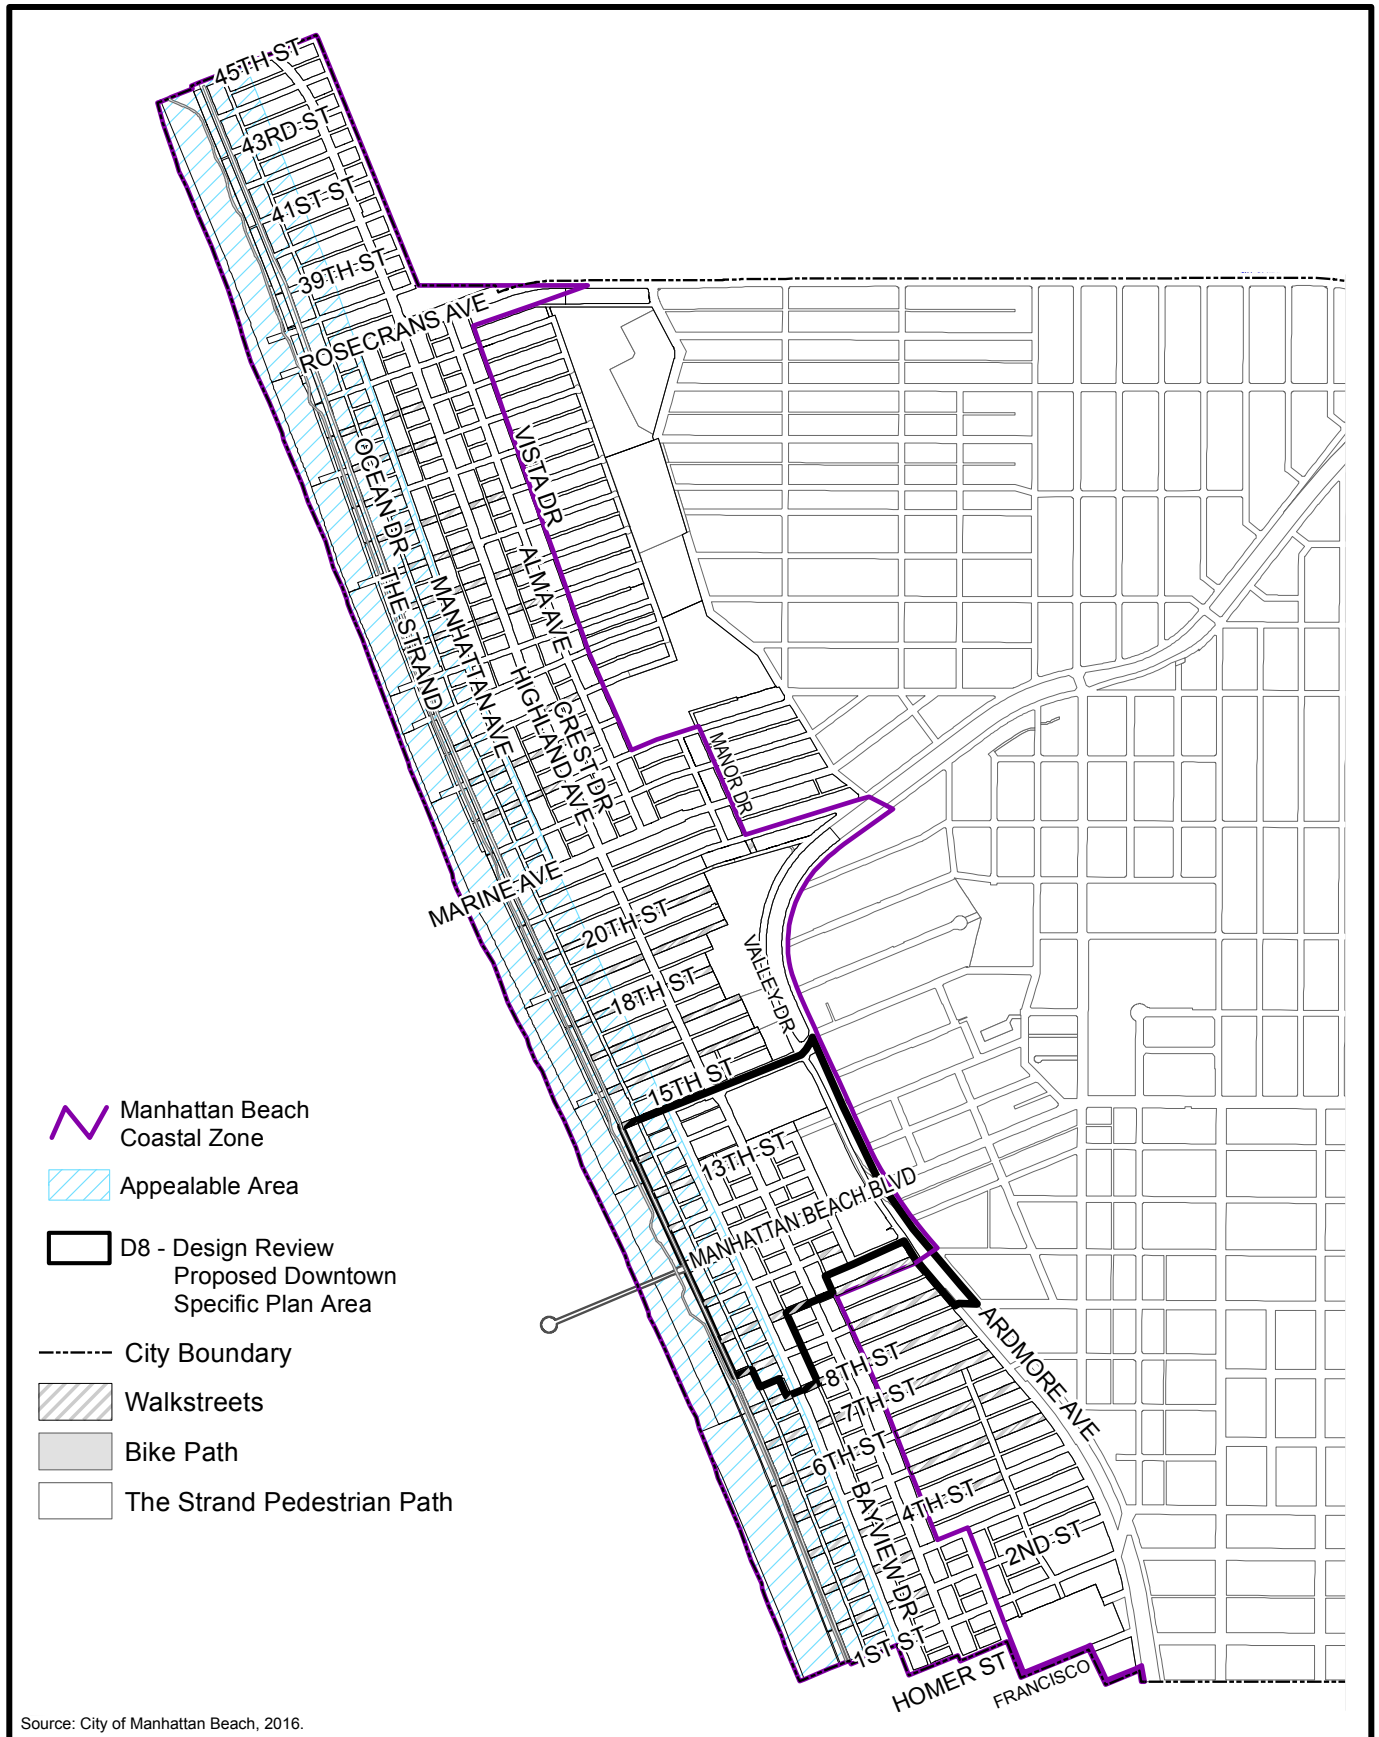 45TH ST
43RD ST
41ST ST
39TH ST
ROSECRANS AVE
VISTA DR
OCEAN DR
THE STRAND
MANHATTAN AVE
ALMA AVE
HIGHLAND AVE
CREST DR
MANOR DR
MARINE AVE
20TH ST
18TH ST
VALLEY DR
15TH ST
13TH ST
MANHATTAN BEACH BLVD
ARDMORE AVE
8TH ST
7TH ST
6TH ST
4TH ST
BAYVIEW DR
2ND ST
1ST ST
HOMER ST
FRANCISCO
Manhattan Beach
Coastal Zone
Appealable Area
D8 - Design Review
Proposed Downtown
Specific Plan Area
City Boundary
Walkstreets
Bike Path
The Strand Pedestrian Path
Source: City of Manhattan Beach, 2016.